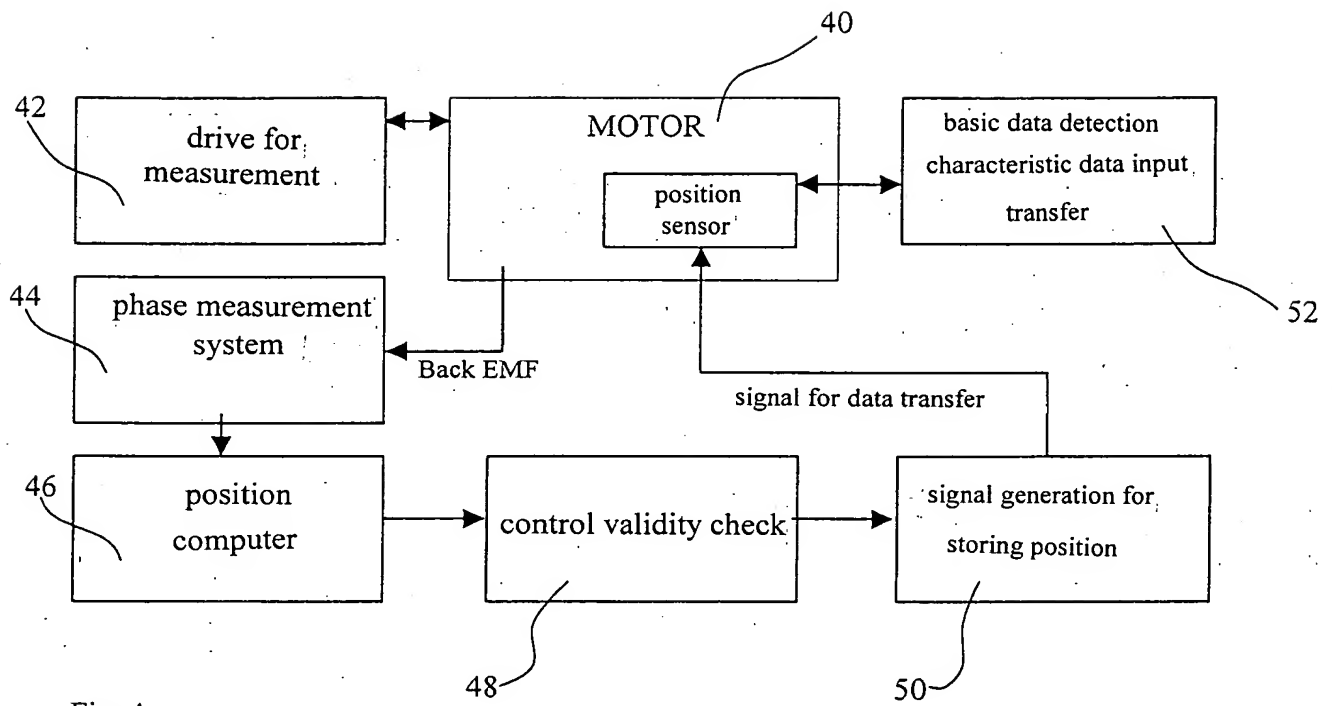 40
42
drive for
measurement
MOTOR
position
sensor
basic data detection
characteristic data input
transfer
52
44
phase measurement
system
Back EMF
signal for data transfer
46
position
computer
control validity check
signal generation for
storing position
48
50